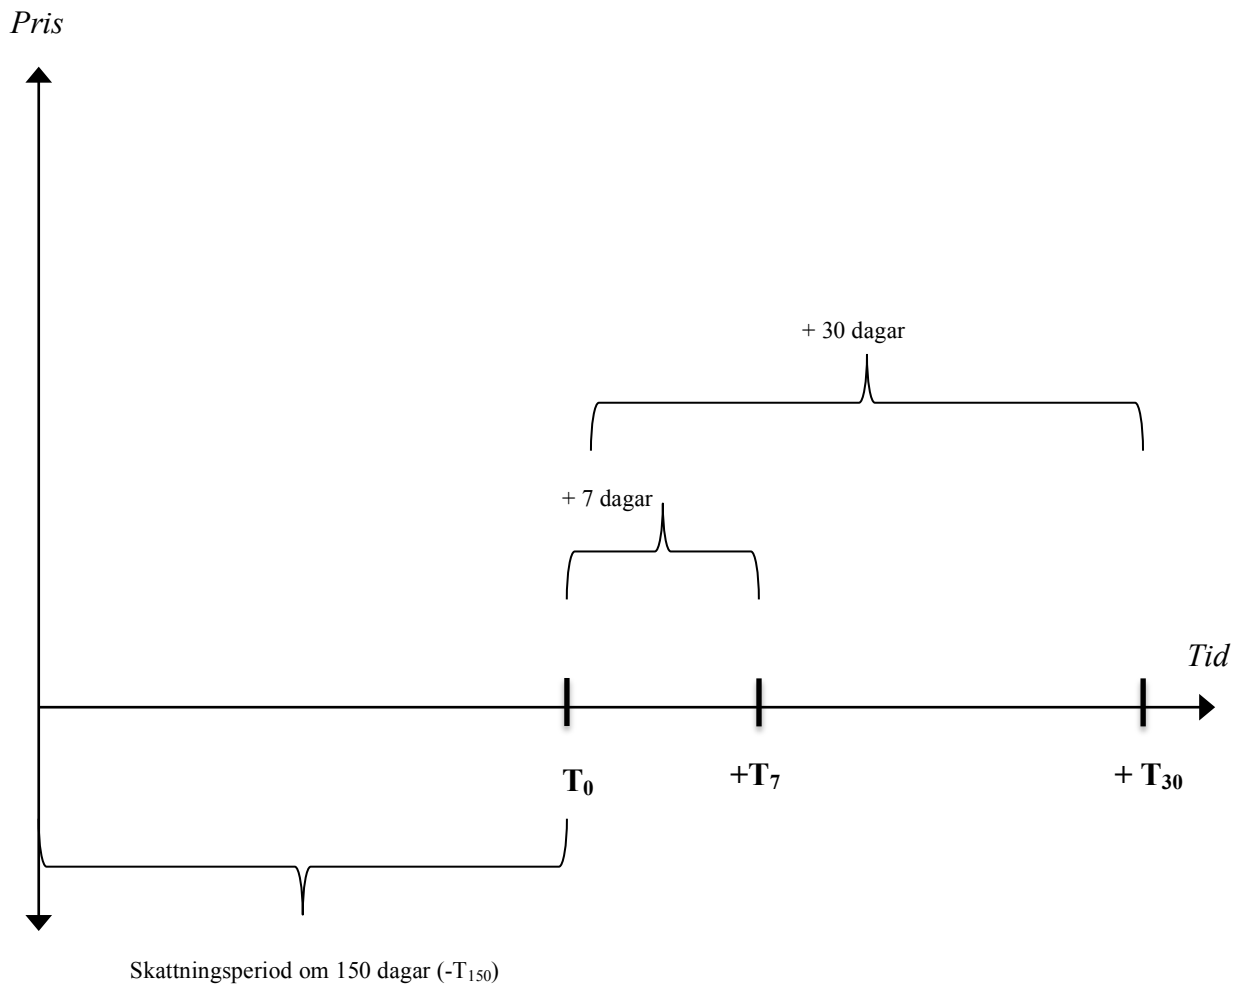 Pris
+ 30 dagar
+ 7 dagar
Tid
T₀
+T₇
+ T₃₀
Skattningsperiod om 150 dagar (-T₁₅₀)